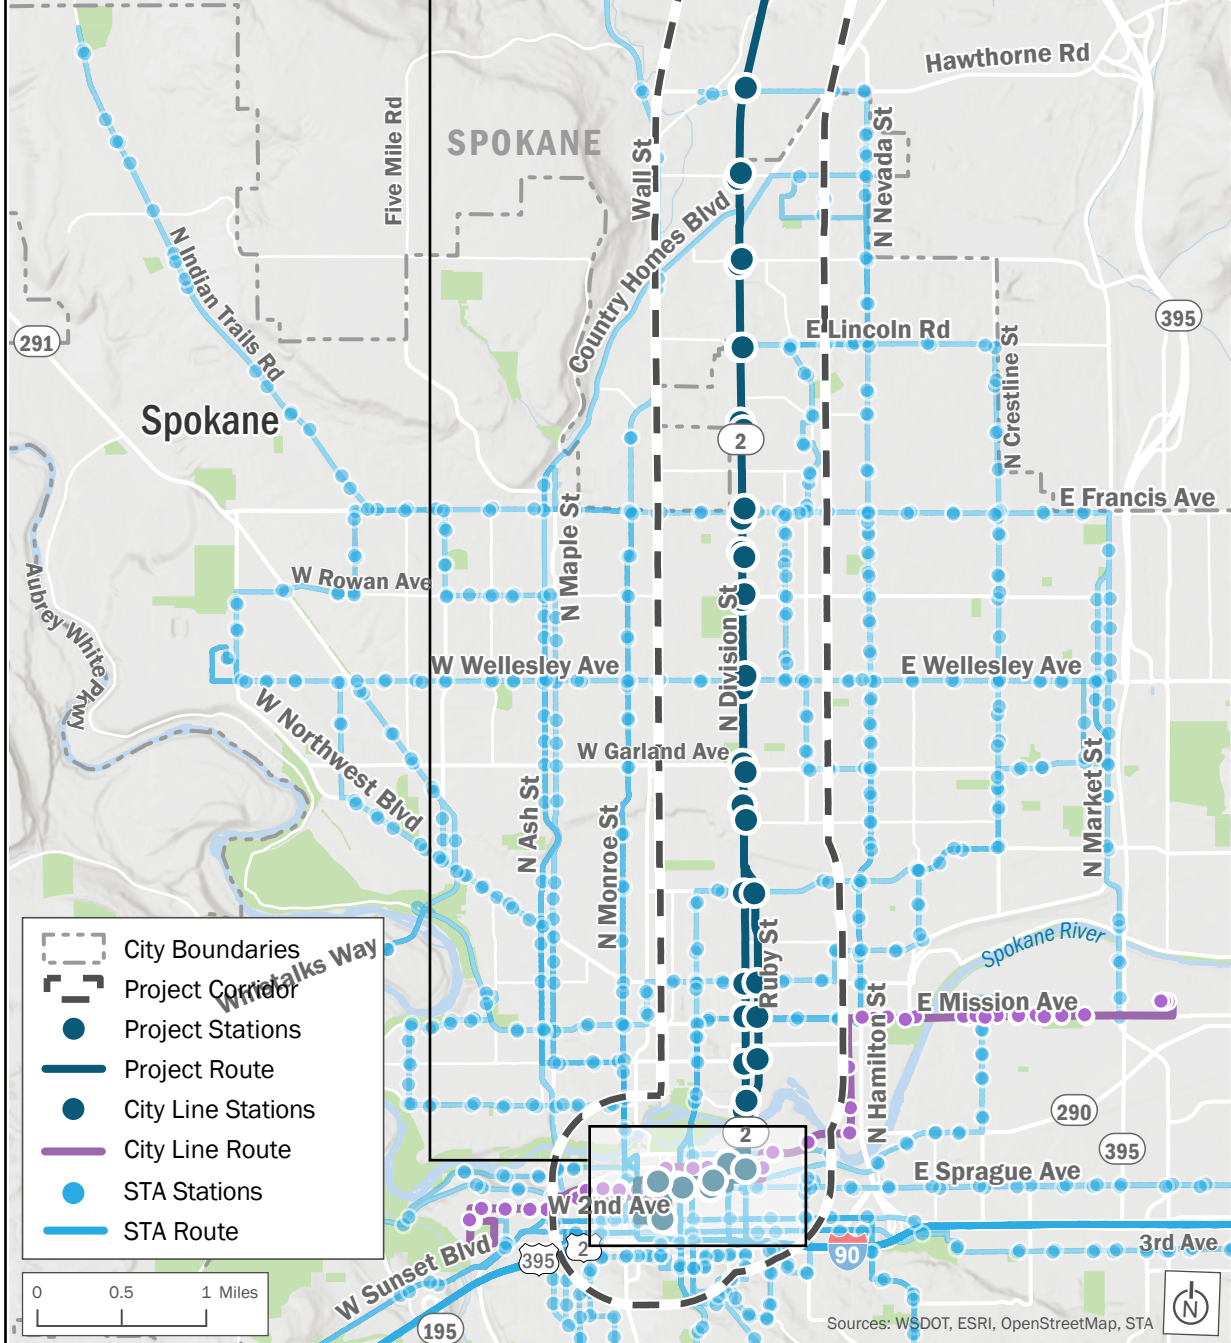 Hawthorne Rd
Five Mile Rd
SPOKANE
Wall St
N Nevada St
Country Homes Blvd
N Indian Trails Rd
291
395
E Lincoln Rd
N Crestline St
Spokane
2
E Francis Ave
N Maple St
W Rowan Ave
Aubrey White Pkwy
N Division St
W Wellesley Ave
E Wellesley Ave
W Northwest Blvd
W Garland Ave
N Market St
N Ash St
N Monroe St
Ruby St
Spokane River
Whistalks Way
E Mission Ave
N Hamilton St
City Boundaries
Project Corridor
Project Stations
Project Route
City Line Stations
City Line Route
STA Stations
STA Route
290
2
395
E Sprague Ave
W 2nd Ave
W Sunset Blvd
395
2
90
3rd Ave
195
0 0.5 1 Miles
N
Sources: WSDOT, ESRI, OpenStreetMap, STA